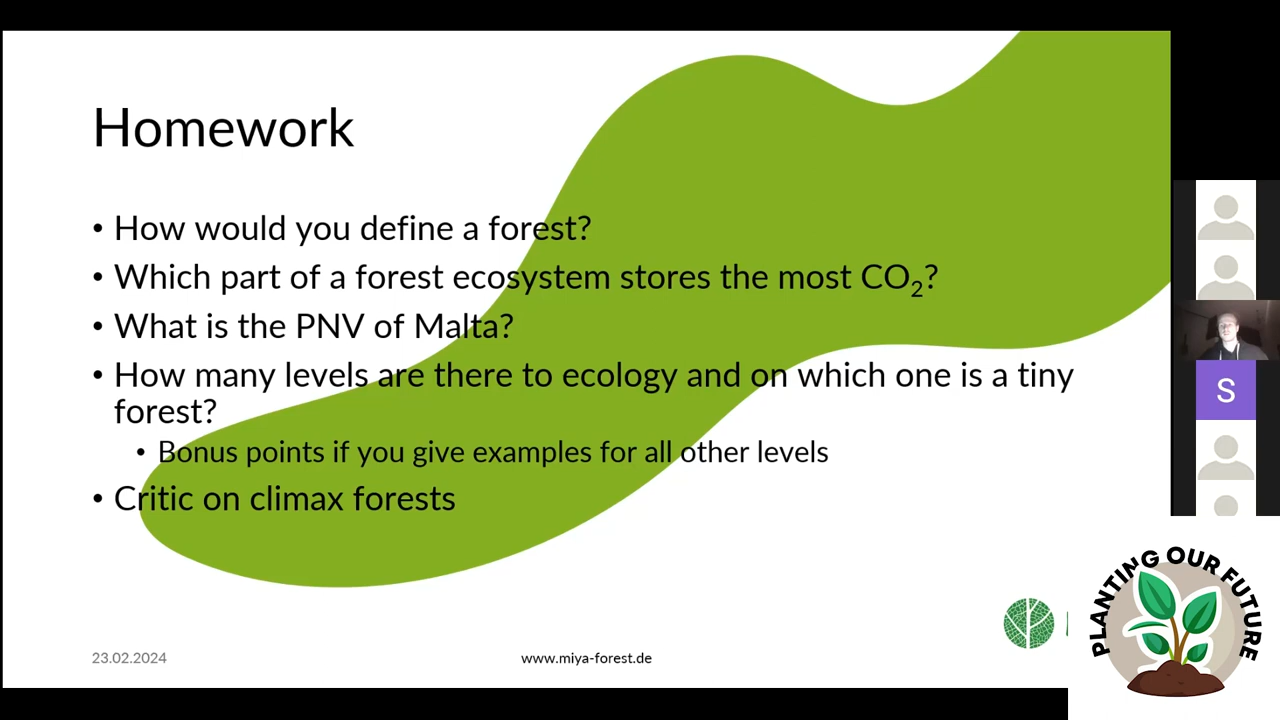 Homework
• How would you define a forest?
• Which part of a forest ecosystem stores the most CO₂?
• What is the PNV of Malta?
• How many levels are there to ecology and on which one is a tiny
forest?
• Bonus points if you give examples for all other levels
• Critic on climax forests
23.02.2024
www.miya-forest.de
S
PLANTING OUR FUTURE